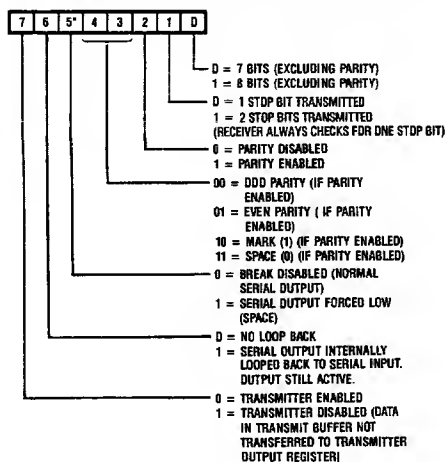 7 6 5* 4 3 2 1 0
0 = 7 BITS (EXCLUDING PARITY)
1 = 8 BITS (EXCLUDING PARITY)
0 = 1 STOP BIT TRANSMITTED
1 = 2 STOP BITS TRANSMITTED
(RECEIVER ALWAYS CHECKS FOR ONE STOP BIT)
0 = PARITY DISABLED
1 = PARITY ENABLED
00 = ODD PARITY (IF PARITY
ENABLED)
01 = EVEN PARITY ( IF PARITY
ENABLED)
10 = MARK (1) (IF PARITY ENABLED)
11 = SPACE (0) (IF PARITY ENABLED)
0 = BREAK DISABLED (NORMAL
SERIAL OUTPUT)
1 = SERIAL OUTPUT FORCED LOW
(SPACE)
0 = NO LOOP BACK
1 = SERIAL OUTPUT INTERNALLY
LOOPED BACK TO SERIAL INPUT.
OUTPUT STILL ACTIVE.
0 = TRANSMITTER ENABLED
1 = TRANSMITTER DISABLED (DATA
IN TRANSMIT BUFFER NOT
TRANSFERRED TO TRANSMITTER
OUTPUT REGISTER)